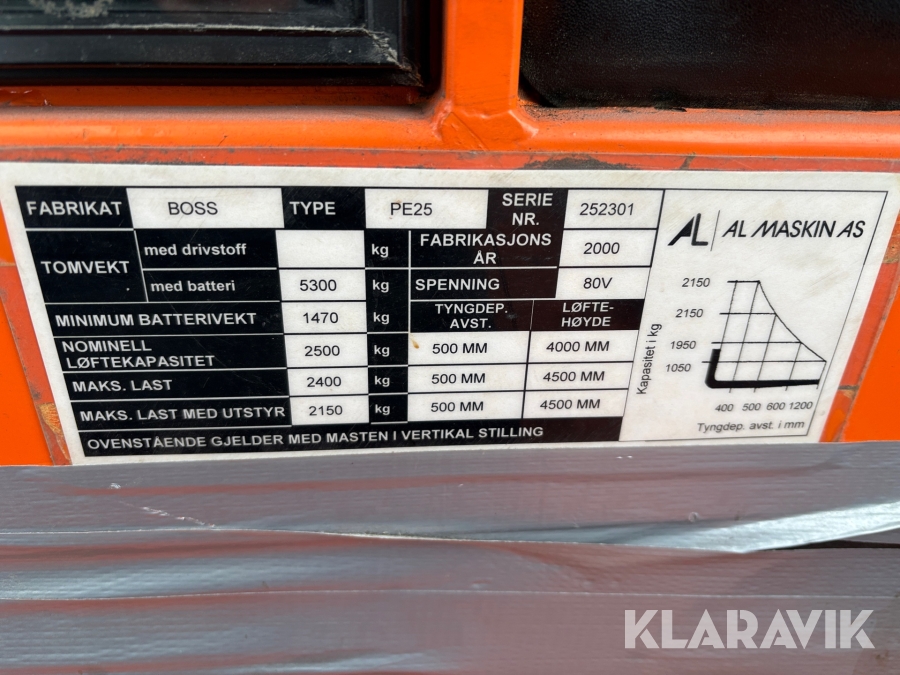 FABRIKAT BOSS TYPE PE25 SERIE NR. 252301
TOMVEKT med drivstoff kg FABRIKASJONS ÅR 2000
med batteri 5300 kg SPENNING 80V
MINIMUM BATTERIVEKT 1470 kg TYNGDEP. AVST. LØFTE-HØYDE
NOMINELL LØFTEKAPASITET 2500 kg 500 MM 4000 MM
MAKS. LAST 2400 kg 500 MM 4500 MM
MAKS. LAST MED UTSTYR 2150 kg 500 MM 4500 MM
OVENSTÅENDE GJELDER MED MASTEN I VERTIKAL STILLING
AL AL MASKIN AS
Kapasitet i kg
2150
2150
1950
1050
400 500 600 1200
Tyngdep. avst. i mm
KLARAVIK